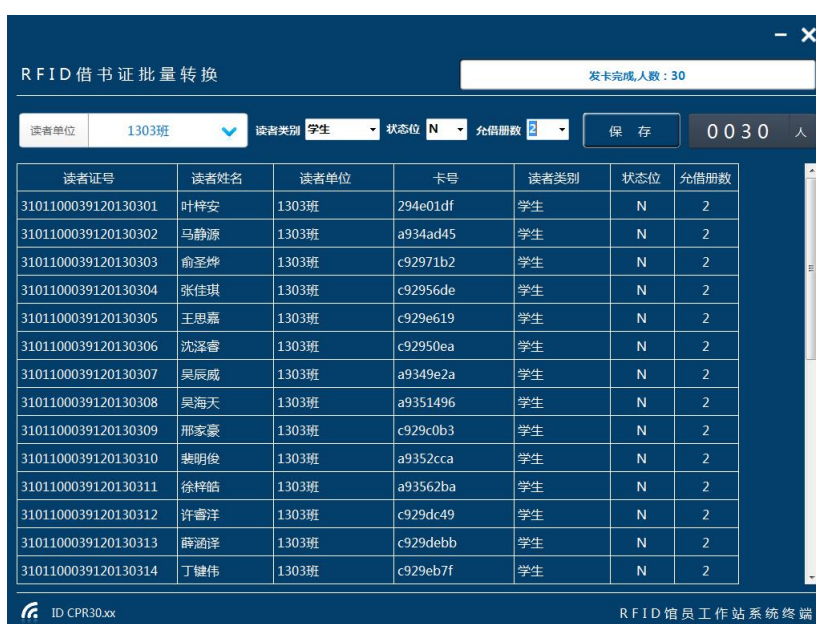 RFID借书证批量转换
发卡完成,人数：30
读者单位 1303班 读者类别 学生 状态位 N 允借册数 2 保 存 0030 人
读者证号 读者姓名 读者单位 卡号 读者类别 状态位 允借册数
3101100039120130301 叶梓安 1303班 294e01df 学生 N 2
3101100039120130302 马静源 1303班 a934ad45 学生 N 2
3101100039120130303 俞圣烨 1303班 c92971b2 学生 N 2
3101100039120130304 张佳琪 1303班 c92956de 学生 N 2
3101100039120130305 王思嘉 1303班 c929e619 学生 N 2
3101100039120130306 沈泽睿 1303班 c92950ea 学生 N 2
3101100039120130307 吴辰威 1303班 a9349e2a 学生 N 2
3101100039120130308 吴海天 1303班 a9351496 学生 N 2
3101100039120130309 邢家豪 1303班 c929c0b3 学生 N 2
3101100039120130310 裴明俊 1303班 a9352cca 学生 N 2
3101100039120130311 徐梓皓 1303班 a93562ba 学生 N 2
3101100039120130312 许睿洋 1303班 c929dc49 学生 N 2
3101100039120130313 薛涵译 1303班 c929debb 学生 N 2
3101100039120130314 丁键伟 1303班 c929eb7f 学生 N 2
ID CPR30.xx RFID馆员工作站系统终端